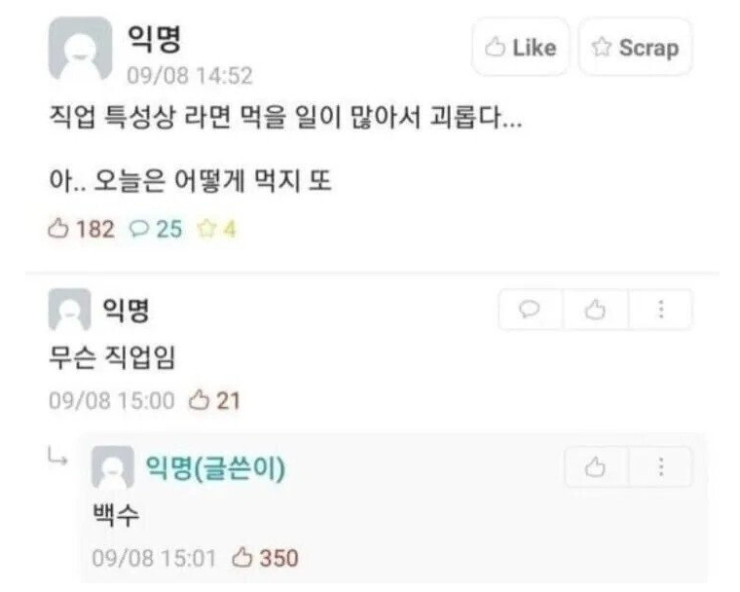 익명
Like
Scrap
09/08 14:52
직업 특성상 라면 먹을 일이 많아서 괴롭다...
아.. 오늘은 어떻게 먹지 또
182 25 4
익명
무슨 직업임
09/08 15:00 21
익명(글쓴이)
백수
09/08 15:01 350